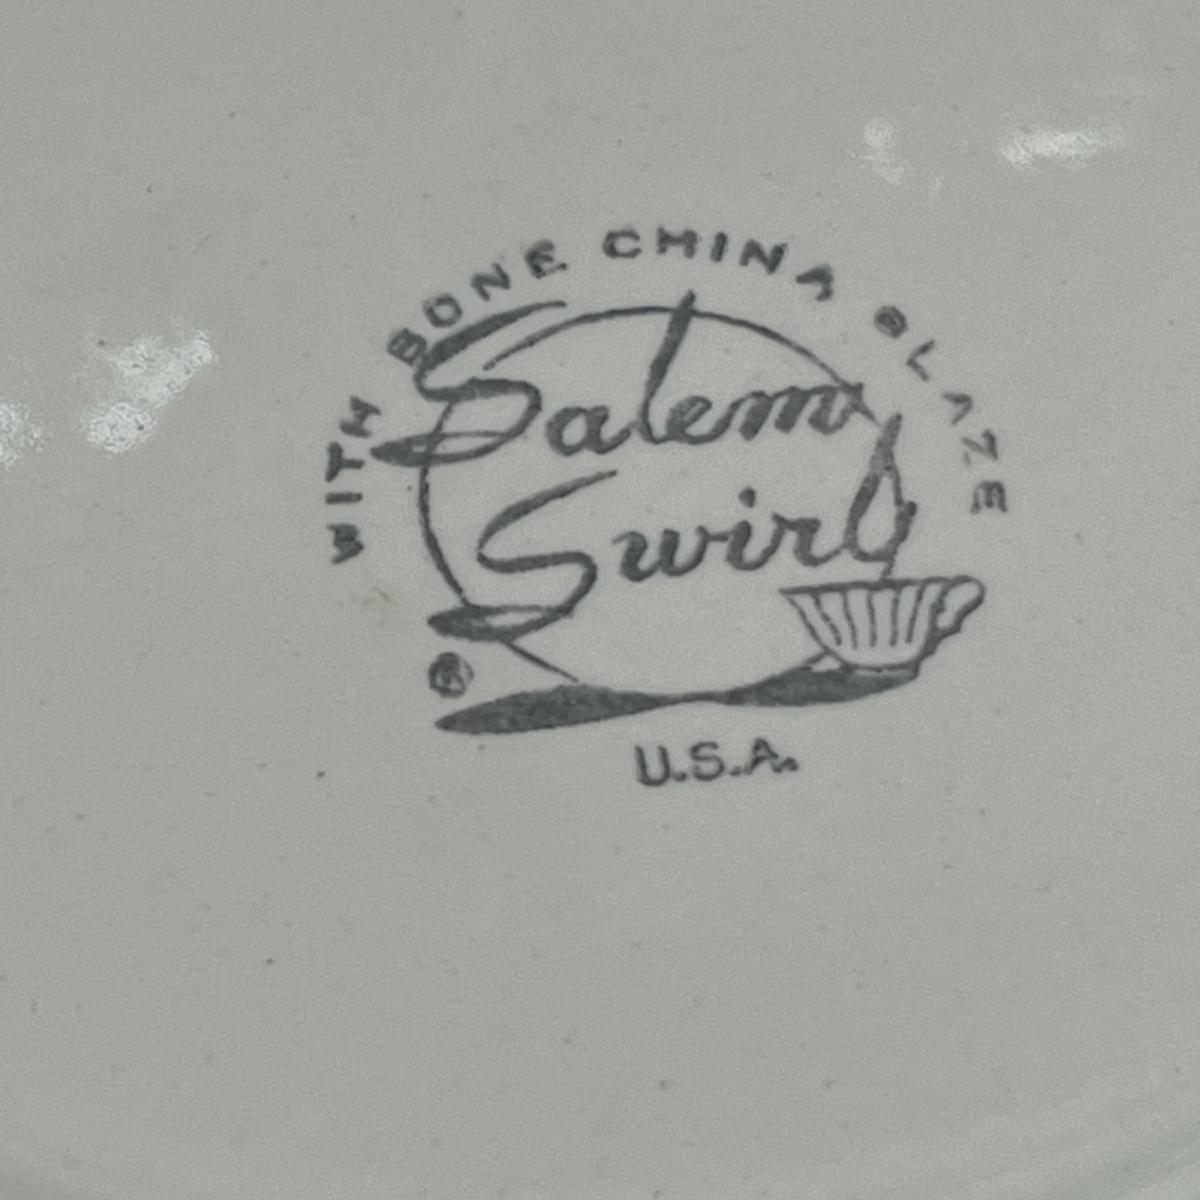 WITH BONE CHINA GLAZE
Salem
Swirl
®
U.S.A.